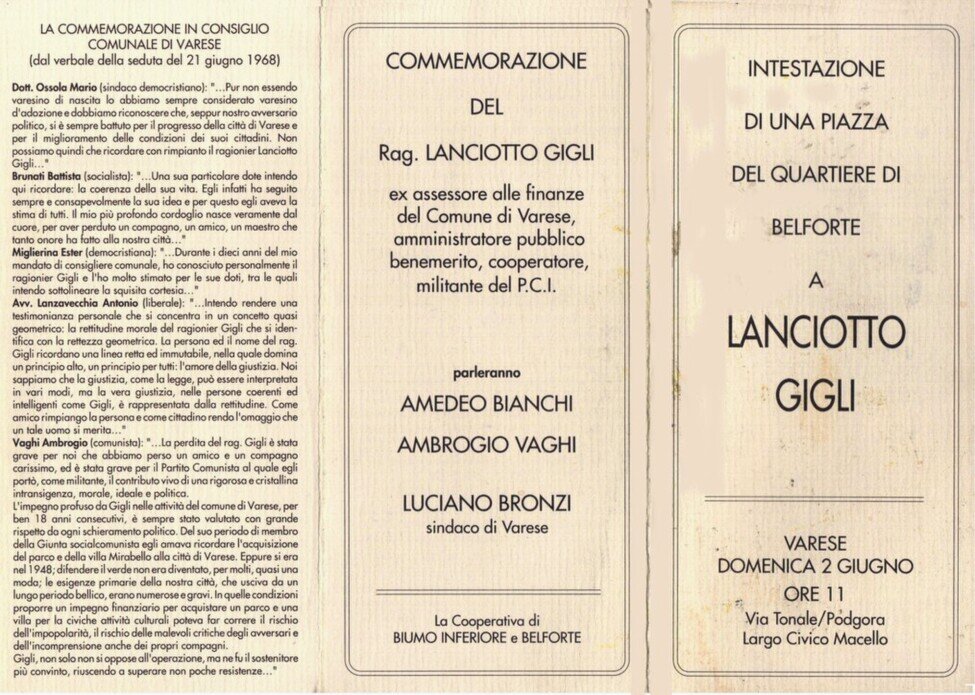 LA COMMEMORAZIONE IN CONSIGLIO
COMUNALE DI VARESE
(dal verbale della seduta del 21 giugno 1968)
Dott. Ossola Mario (sindaco democristiano): "...Pur non essendo
varesino di nascita lo abbiamo sempre considerato varesino
d'adozione e dobbiamo riconoscere che, seppur nostro avversario
politico, si è sempre battuto per il progresso della città di Varese e
per il miglioramento delle condizioni dei suoi cittadini. Non
possiamo quindi che ricordare con rimpianto il ragionier Lanciotto
Gigli..."
Brunati Battista (socialista): "...Una sua particolare dote intendo
qui ricordare: la coerenza della sua vita. Egli infatti ha seguito
sempre e consapevolmente la sua idea e per questo egli aveva la
stima di tutti. Il mio più profondo cordoglio nasce veramente dal
cuore, per aver perduto un compagno, un amico, un maestro che
tanto onore ha fatto alla nostra città..."
Miglierina Ester (democristiana): "...Durante i dieci anni del mio
mandato di consigliere comunale, ho conosciuto personalmente il
ragionier Gigli e l'ho molto stimato per le sue doti, tra le quali
intendo sottolineare la squisita cortesia..."
Avv. Lanzavecchia Antonio (liberale): "...Intendo rendere una
testimonianza personale che si concentra in un concetto quasi
geometrico: la rettitudine morale del ragionier Gigli che si iden-
tifica con la rettezza geometrica. La persona ed il nome del rag.
Gigli ricordano una linea retta ed immutabile, nella quale domina
un principio alto, un principio per tutti: l'amore della giustizia. Noi
sappiamo che la giustizia, come la legge, può essere interpretata
in vari modi, ma la vera giustizia, nelle persone coerenti ed
intelligenti come Gigli, è rappresentata dalla rettitudine. Come
amico rimpiango la persona e come cittadino rendo l'omaggio che
un tale uomo si merita..."
Vaghi Ambrogio (comunista): "...La perdita del rag. Gigli è stata
grave per noi che abbiamo perso un amico e un compagno
carissimo, ed è stata grave per il Partito Comunista al quale egli
portò, come militante, il contributo vivo di una rigorosa e cristallina
intransigenza, morale, ideale e politica.
L'impegno profuso da Gigli nelle attività del comune di Varese, per
ben 18 anni consecutivi, è sempre stato valutato con grande
rispetto da ogni schieramento politico. Del suo periodo di membro
della Giunta socialcomunista egli amava ricordare l'acquisizione
del parco e della villa Mirabello alla città di Varese. Eppure si era
nel 1948; difendere il verde non era diventato, per molti, quasi una
moda; le esigenze primarie della nostra città, che usciva da un
lungo periodo bellico, erano numerose e gravi. In quelle condizioni
proporre un impegno finanziario per acquistare un parco e una
villa per la civiche attività culturali poteva far correre il rischio
dell'impopolarità, il rischio delle malevoli critiche degli avversari e
dell'incomprensione anche dei propri compagni.
Gigli, non solo non si oppose all'operazione, ma ne fu il sostenitore
più convinto, riuscendo a superare non poche resistenze..."
COMMEMORAZIONE
DEL
Rag. LANCIOTTO GIGLI
ex assessore alle finanze
del Comune di Varese,
amministratore pubblico
benemerito, cooperatore,
militante del P.C.I.
parleranno
AMEDEO BIANCHI
AMBROGIO VAGHI
LUCIANO BRONZI
sindaco di Varese
La Cooperativa di
BIUMO INFERIORE e BELFORTE
INTESTAZIONE
DI UNA PIAZZA
DEL QUARTIERE DI
BELFORTE
A
LANCIOTTO
GIGLI
VARESE
DOMENICA 2 GIUGNO
ORE 11
Via Tonale/Podgora
Largo Civico Macello